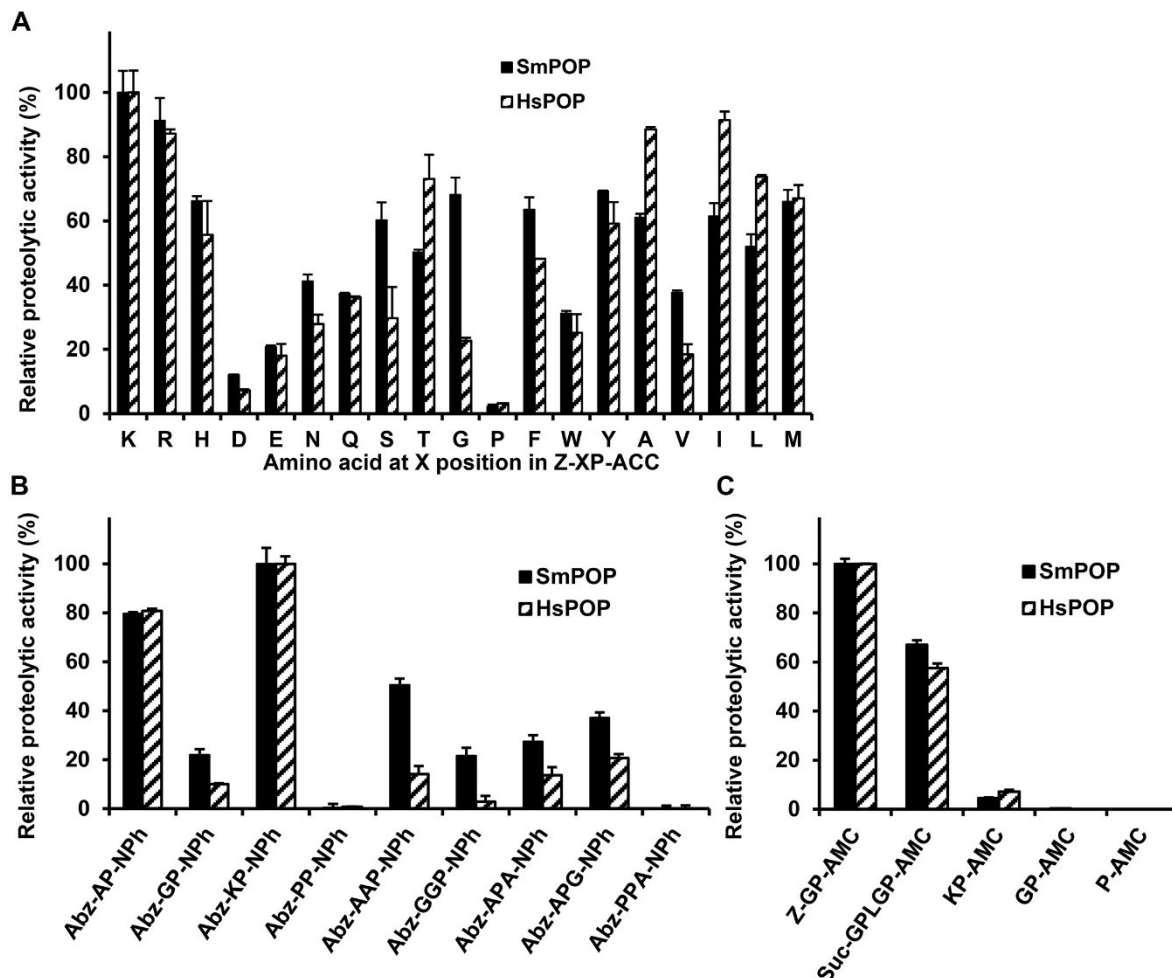 A
Relative proteolytic activity (%)
100
80
60
40
20
0
SmPOP
HsPOP
K R H D E N Q S T G P F W Y A V I L M
Amino acid at X position in Z-XP-ACC
B
Relative proteolytic activity (%)
100
80
60
40
20
0
SmPOP
HsPOP
Abz-AP-NPh
Abz-GP-NPh
Abz-KP-NPh
Abz-PP-NPh
Abz-AAP-NPh
Abz-GGP-NPh
Abz-APA-NPh
Abz-APG-NPh
Abz-PPA-NPh
C
Relative proteolytic activity (%)
100
80
60
40
20
0
SmPOP
HsPOP
Z-GP-AMC
Suc-GPLGP-AMC
KP-AMC
GP-AMC
P-AMC